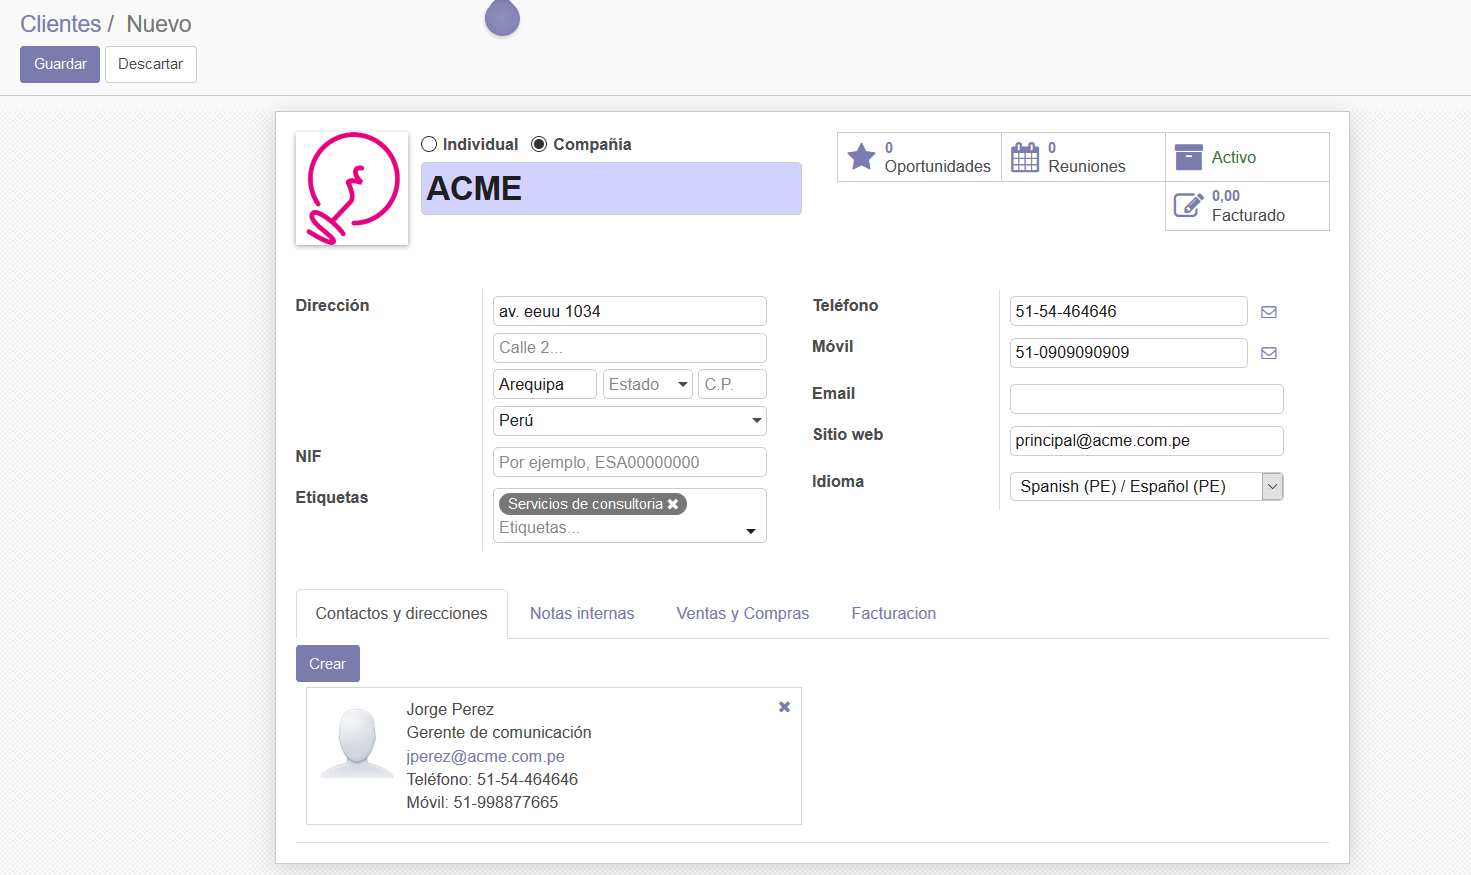 Clientes / Nuevo
Guardar Descartar
Individual Compañia
ACME
0
Oportunidades
0
Reuniones
Activo
0,00
Facturado
Dirección
av. eeuu 1034
Calle 2...
Arequipa Estado C.P.
Perú
NIF
Por ejemplo, ESA00000000
Etiquetas
Servicios de consultoria
Etiquetas...
Teléfono
51-54-464646
Móvil
51-0909090909
Email
Sitio web
principal@acme.com.pe
Idioma
Spanish (PE) / Español (PE)
Contactos y direcciones Notas internas Ventas y Compras Facturacion
Crear
Jorge Perez
Gerente de comunicación
jperez@acme.com.pe
Teléfono: 51-54-464646
Móvil: 51-998877665